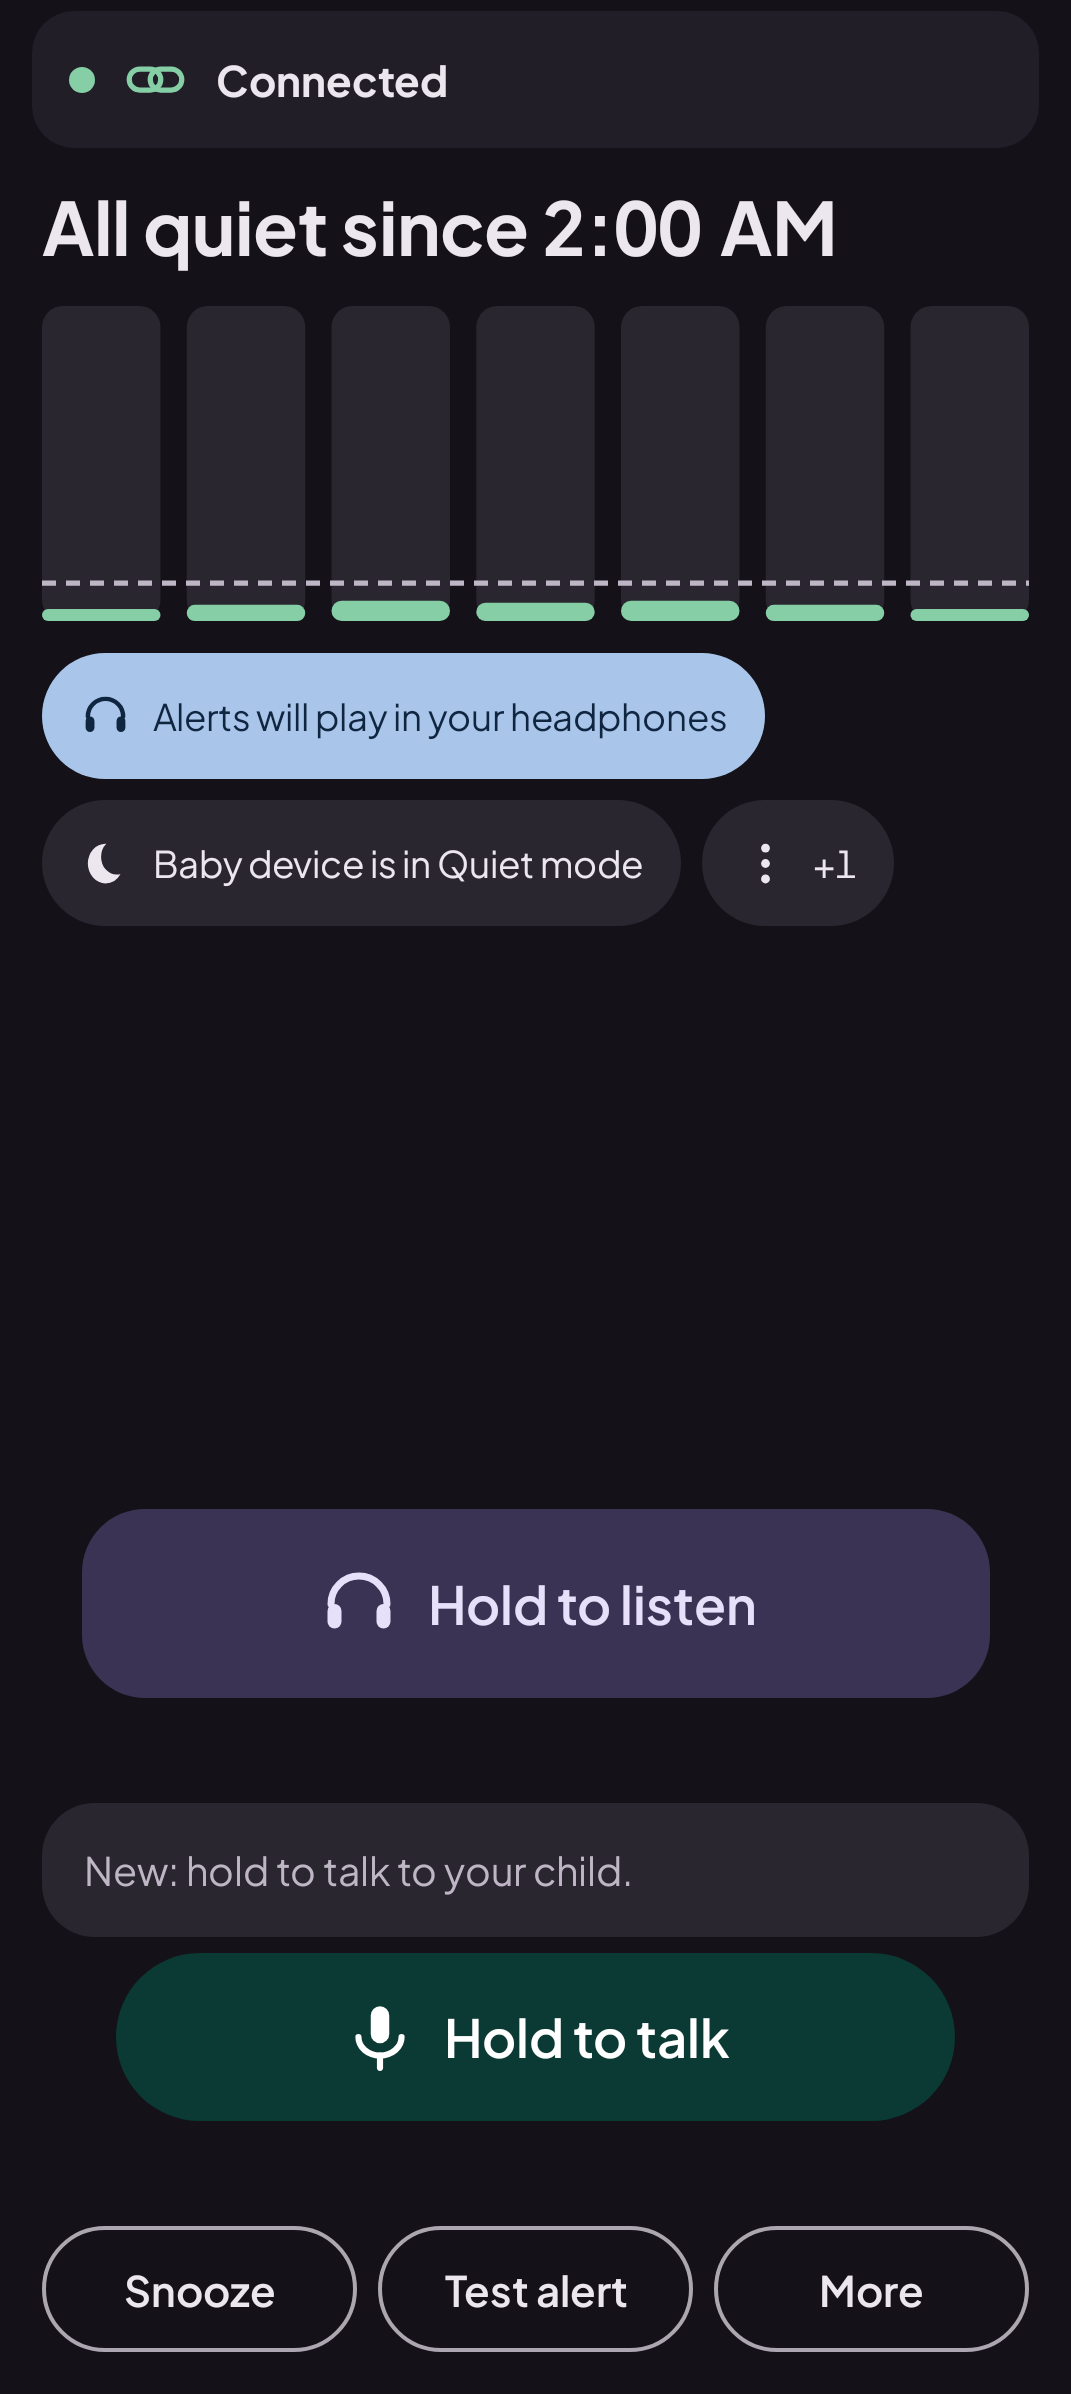 Connected
All quiet since 2:00 AM
Alerts will play in your headphones
Baby device is in Quiet mode
+1
Hold to listen
New: hold to talk to your child.
Hold to talk
Snooze
Test alert
More